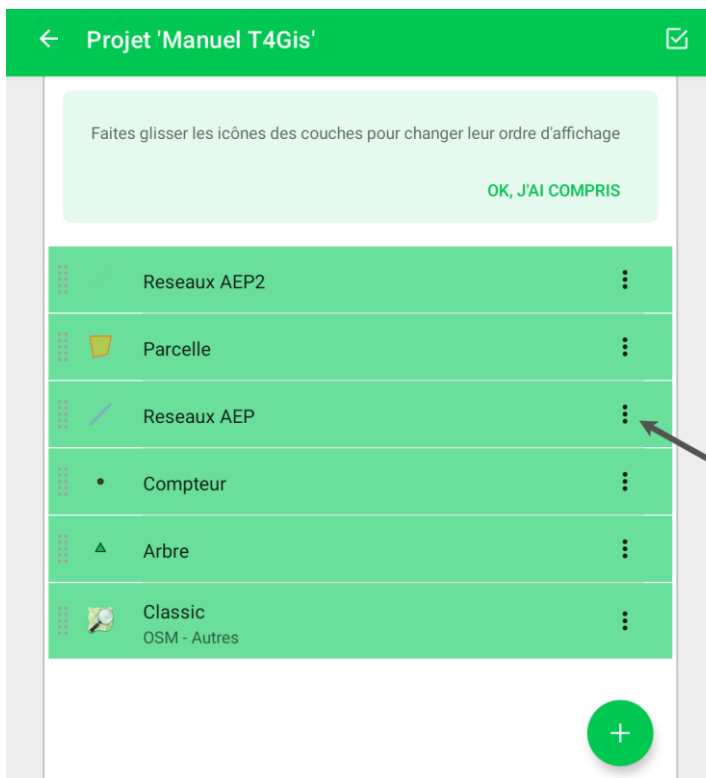 Projet 'Manuel T4Gis'
Faites glisser les icônes des couches pour changer leur ordre d'affichage
OK, J'AI COMPRIS
Reseaux AEP2
Parcelle
Reseaux AEP
Compteur
Arbre
Classic
OSM - Autres